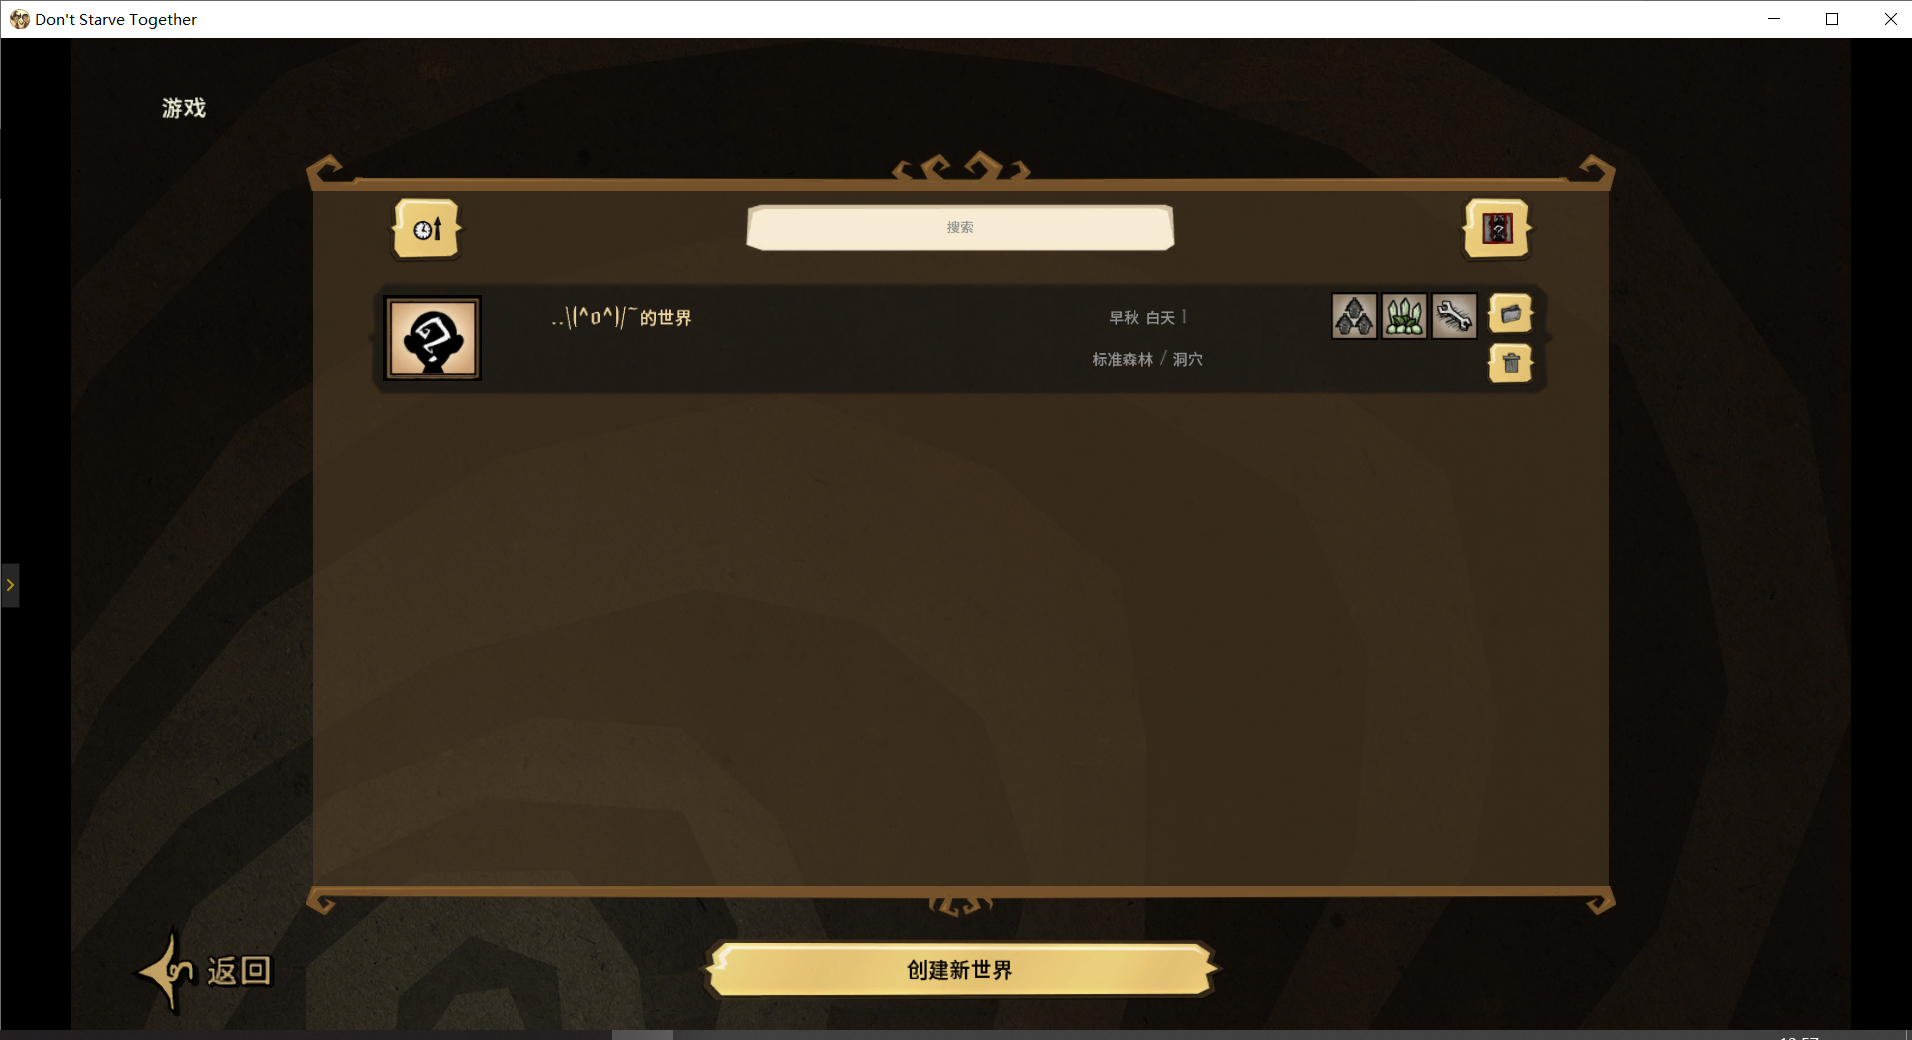 Don't Starve Together
游戏
搜索
..\(^o^)/~的世界
早秋 白天 1
标准森林 / 洞穴
返回
创建新世界